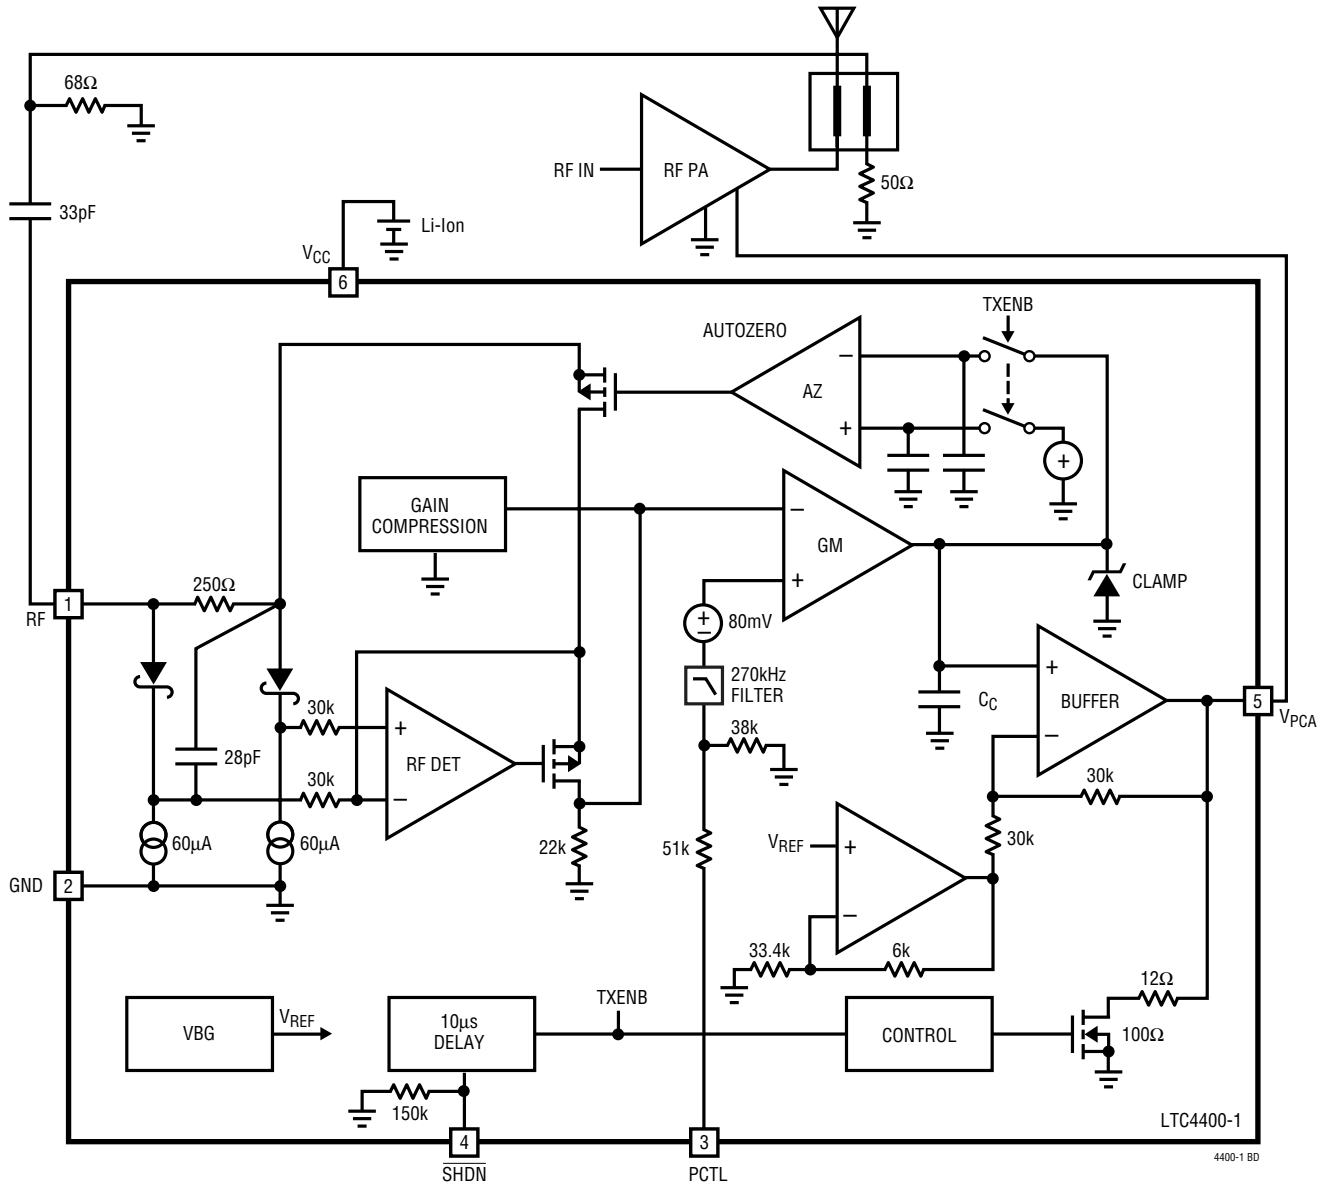 68Ω
33pF
RF IN
RF PA
50Ω
Li-Ion
VCC
6
TXENB
AUTOZERO
−
AZ
+
+
GAIN
COMPRESSION
−
GM
+
CLAMP
250Ω
1
RF
+
−
80mV
270kHz
FILTER
38k
+
BUFFER
−
CC
5
VPCA
30k
+
RF DET
−
28pF
30k
60µA
60µA
22k
51k
30k
30k
VREF
+
−
GND
2
33.4k
6k
12Ω
100Ω
VBG
VREF
10µs
DELAY
TXENB
CONTROL
150k
4
SHDN
3
PCTL
LTC4400-1
4400-1 BD